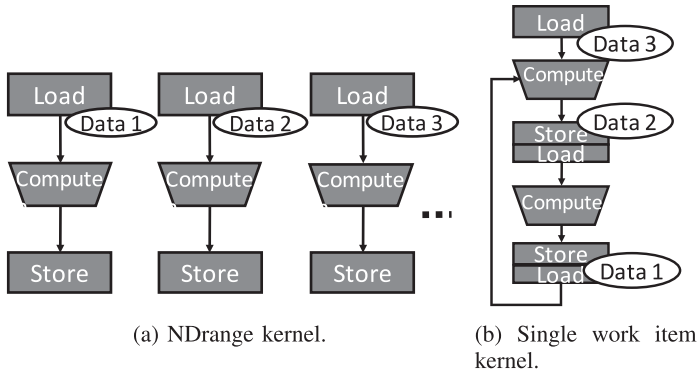 Load
Data 1
Compute
Store
Load
Data 2
Compute
Store
Load
Data 3
Compute
Store
(a) NDrange kernel.
Load
Data 3
Compute
Store
Data 2
Load
Compute
Store
Load
Data 1
(b) Single work item
kernel.